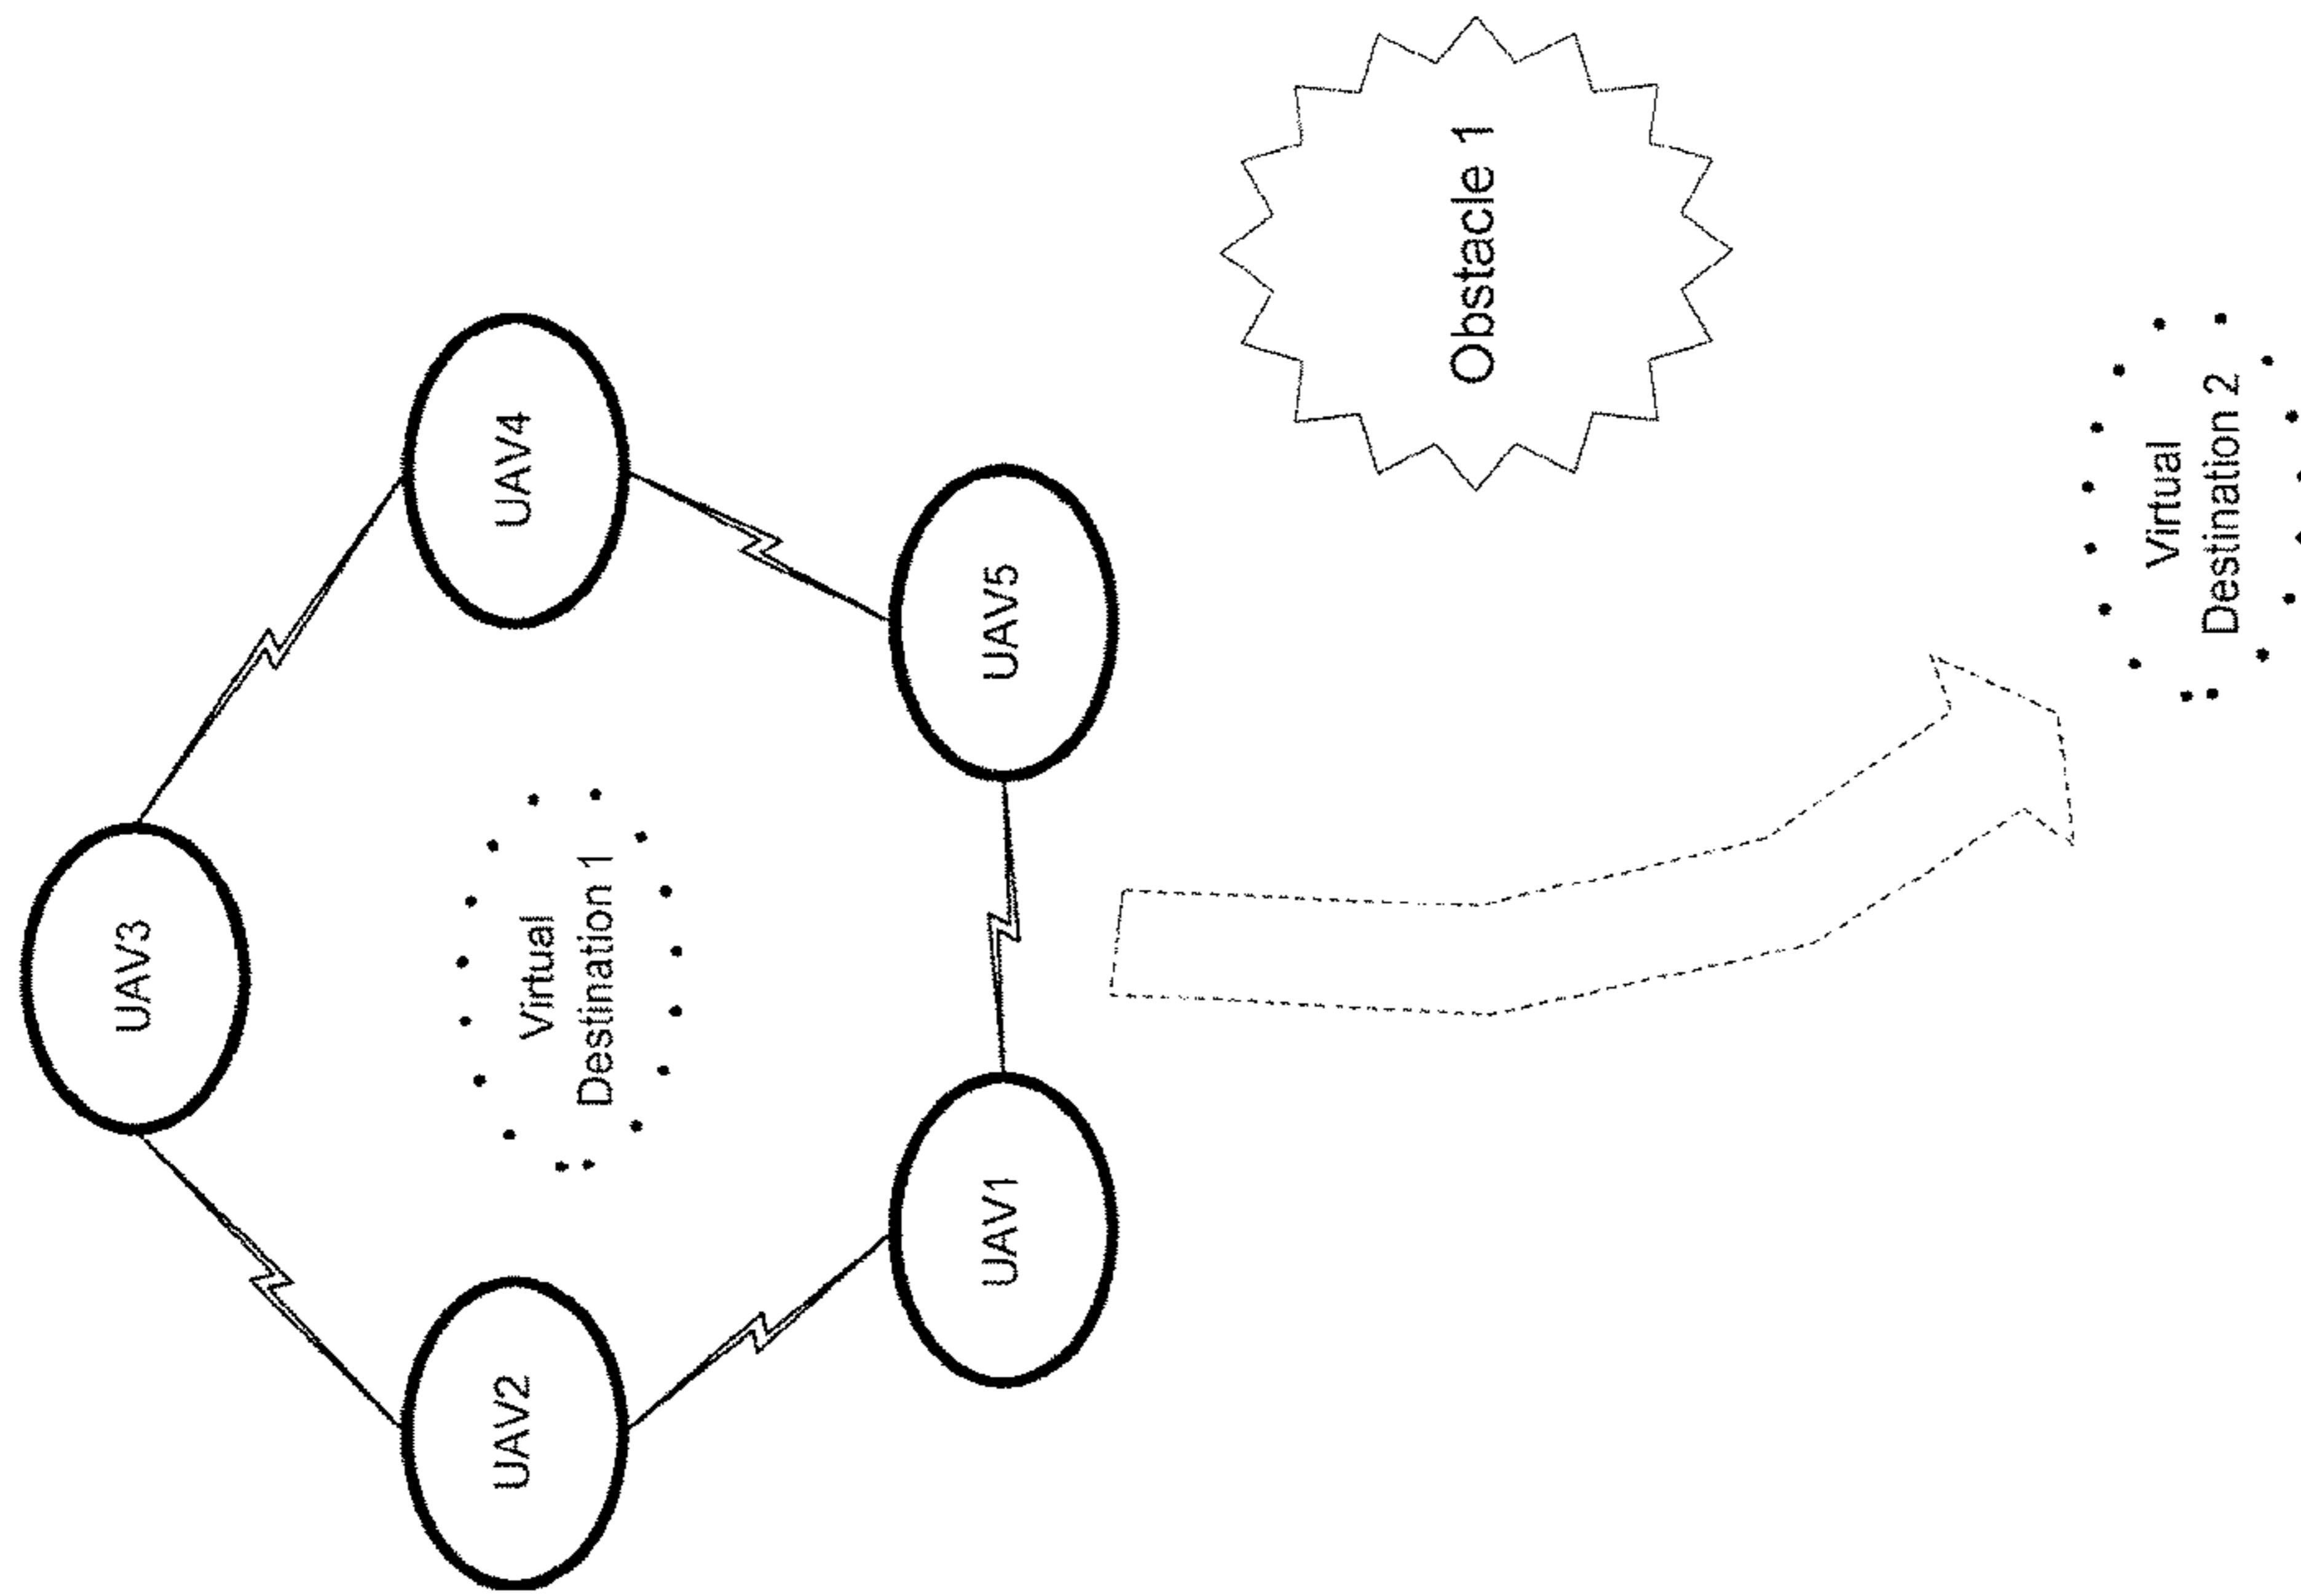 UAV3
UAV2
UAV4
Virtual
Destination 1
UAV1
UAV5
Obstacle 1
Virtual
Destination 2